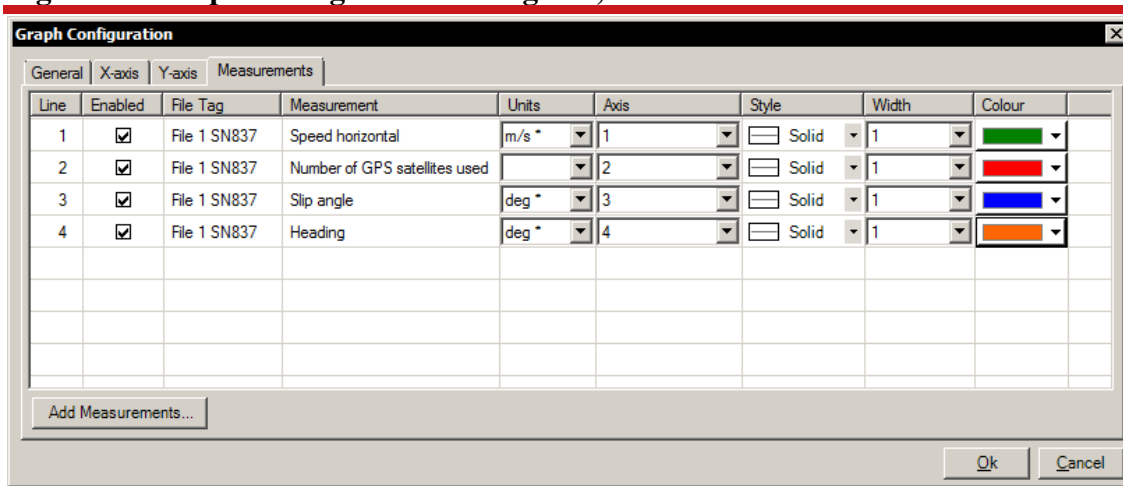 Graph Configuration
General X-axis Y-axis Measurements
Line Enabled File Tag Measurement Units Axis Style Width Colour
1 File 1 SN837 Speed horizontal m/s * 1 Solid 1
2 File 1 SN837 Number of GPS satellites used 2 Solid 1
3 File 1 SN837 Slip angle deg * 3 Solid 1
4 File 1 SN837 Heading deg * 4 Solid 1
Add Measurements...
Ok Cancel